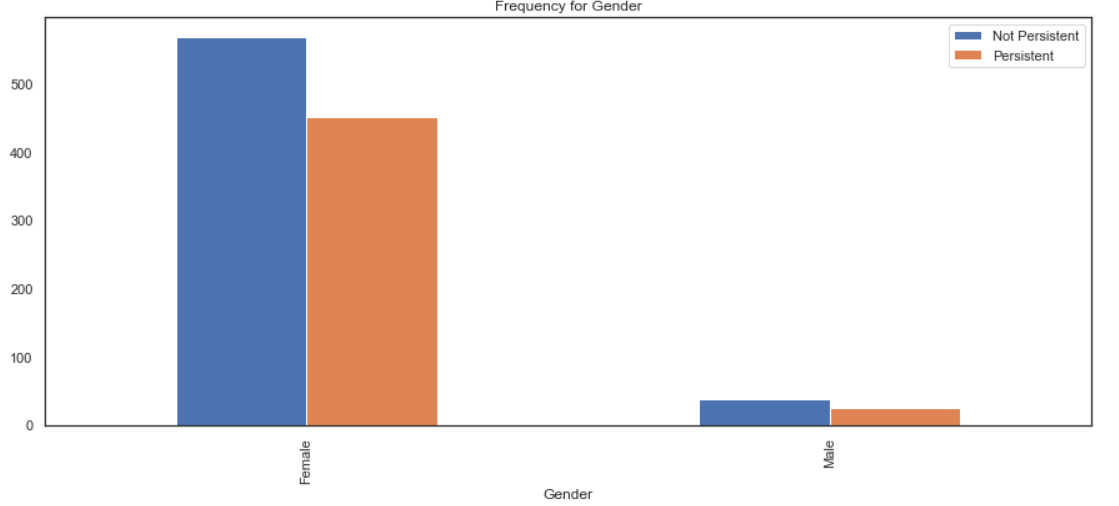 Frequency for Gender
Not Persistent
Persistent
500
400
300
200
100
0
Female
Male
Gender